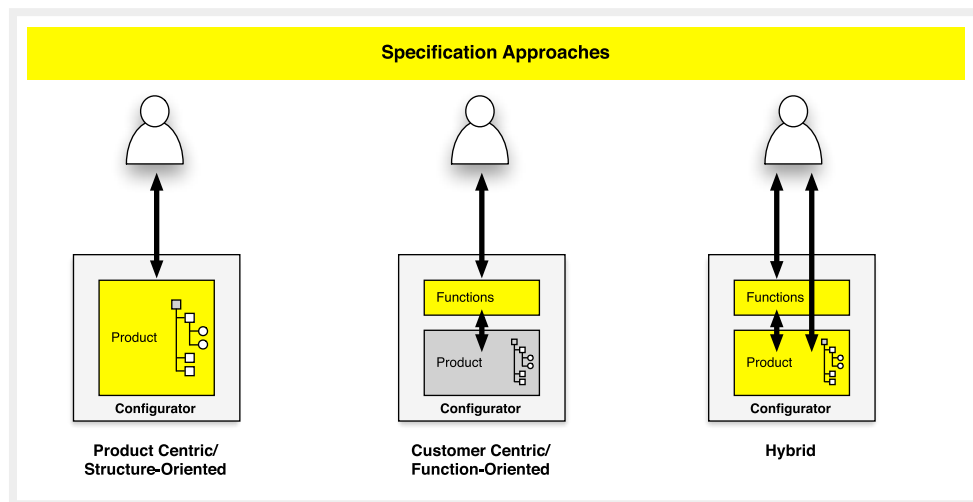 Specification Approaches
Product
Configurator
Product Centric/
Structure-Oriented
Functions
Product
Configurator
Customer Centric/
Function-Oriented
Functions
Product
Configurator
Hybrid